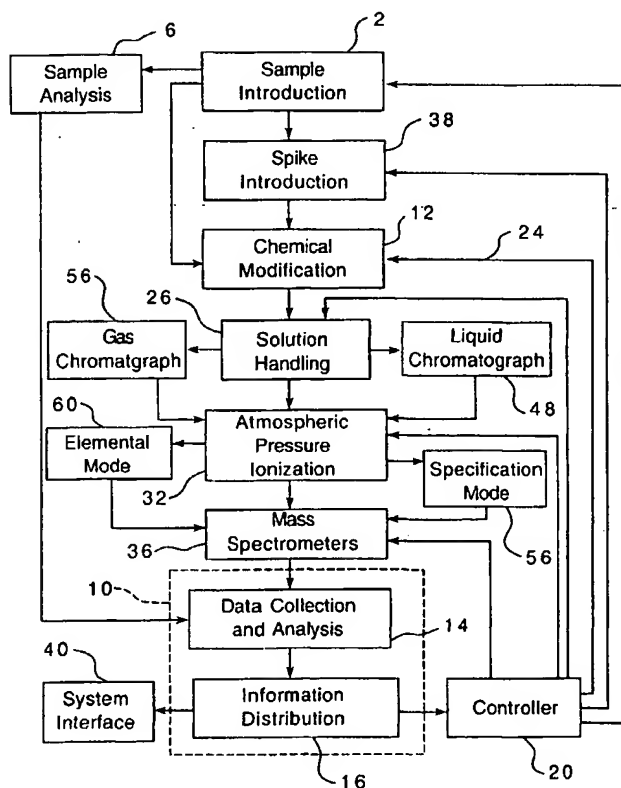 6
2
Sample
Analysis
Sample
Introduction
38
Spike
Introduction
12
Chemical
Modification
24
56
26
Gas
Chromatgraph
Solution
Handling
Liquid
Chromatograph
48
60
Elemental
Mode
Atmospheric
Pressure
Ionization
32
Specification
Mode
56
Mass
Spectrometers
36
10
Data Collection
and Analysis
14
40
System
Interface
Information
Distribution
16
Controller
20